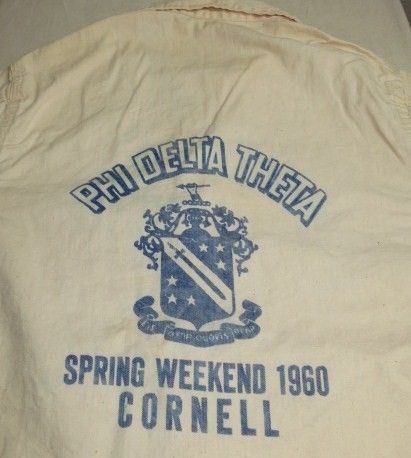 PHI DELTA THETA
SPRING WEEKEND 1960
CORNELL